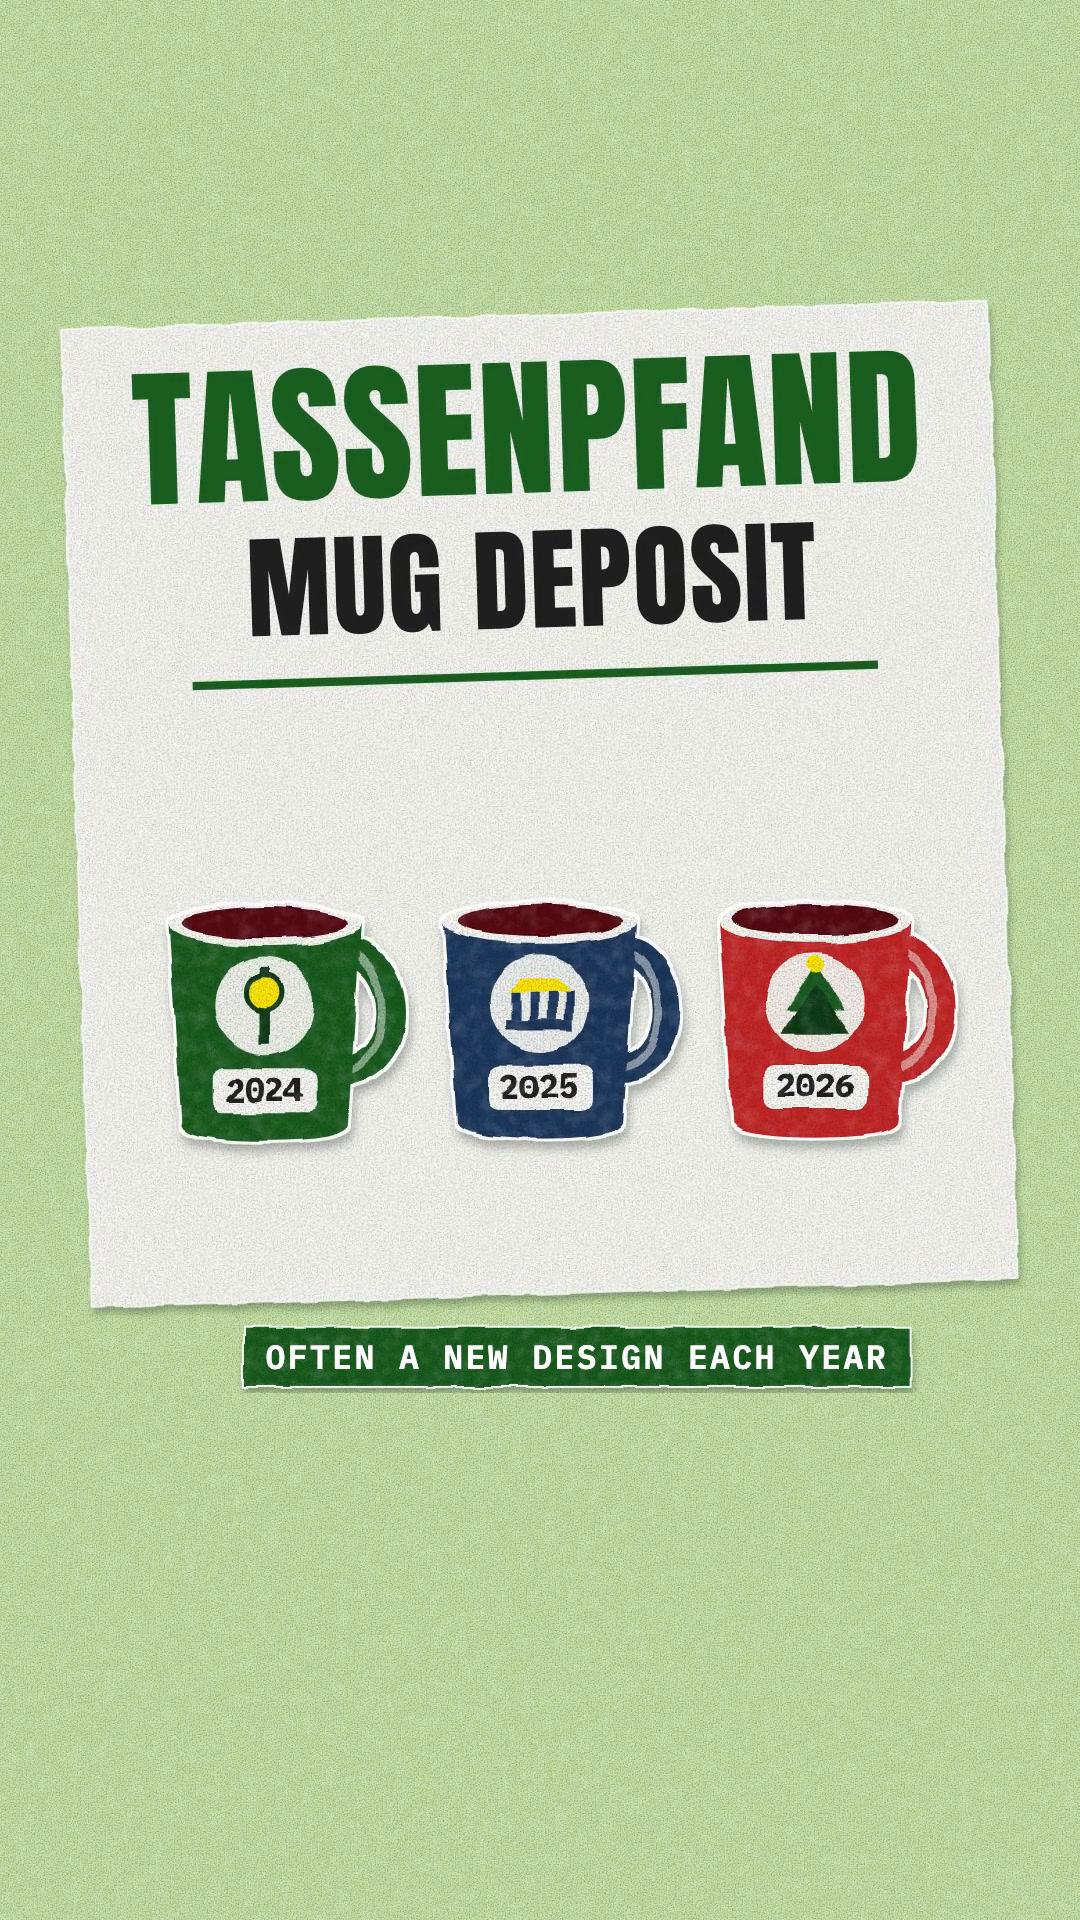 TASSENPFAND
MUG DEPOSIT
2024
2025
2026
OFTEN A NEW DESIGN EACH YEAR